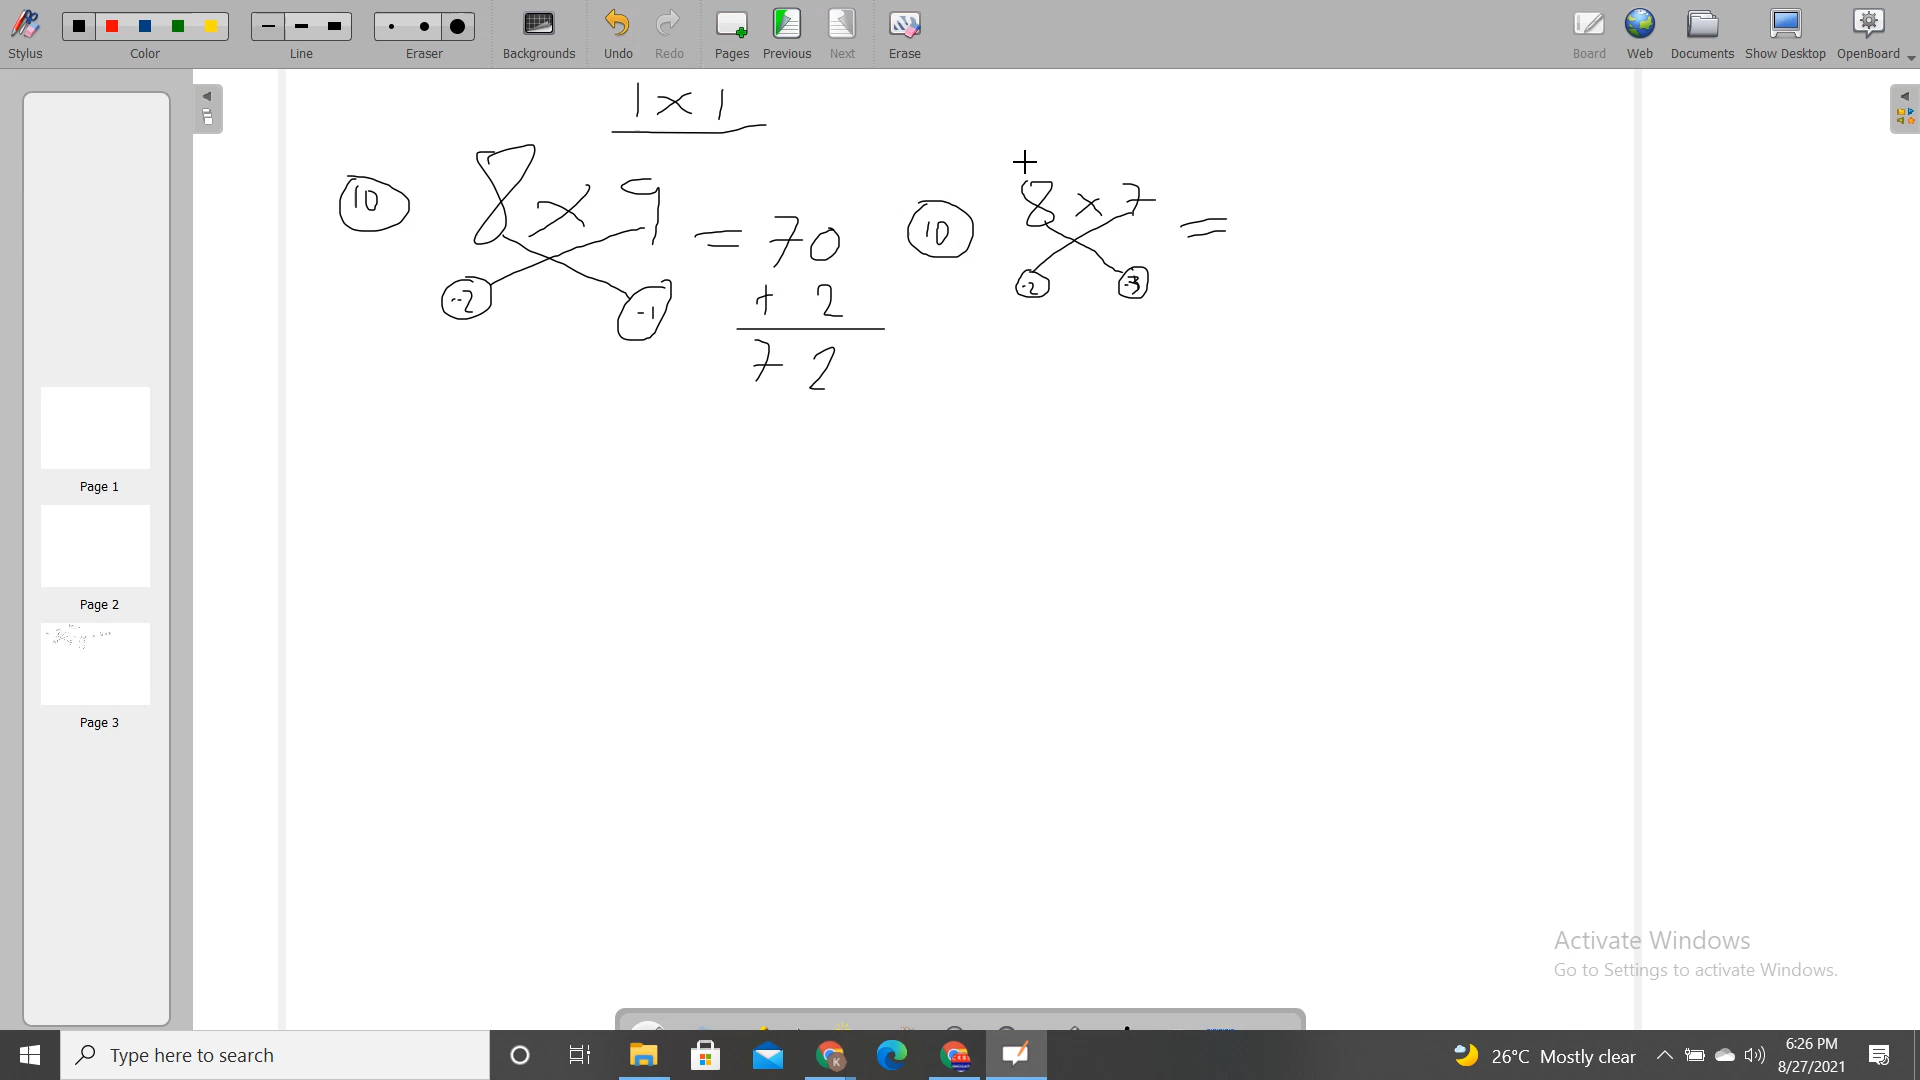 Stylus
Color
Line
Eraser
Backgrounds
Undo
Redo
Pages
Previous
Next
Erase
Board
Web
Documents
Show Desktop
OpenBoard
Page 1
Page 2
Page 3
1 x 1
10
8 x 9
= 70
-2
-1
+ 2
7 2
10
8 x 7 =
-2
-3
Activate Windows
Go to Settings to activate Windows.
Type here to search
26°C Mostly clear
6:26 PM
8/27/2021